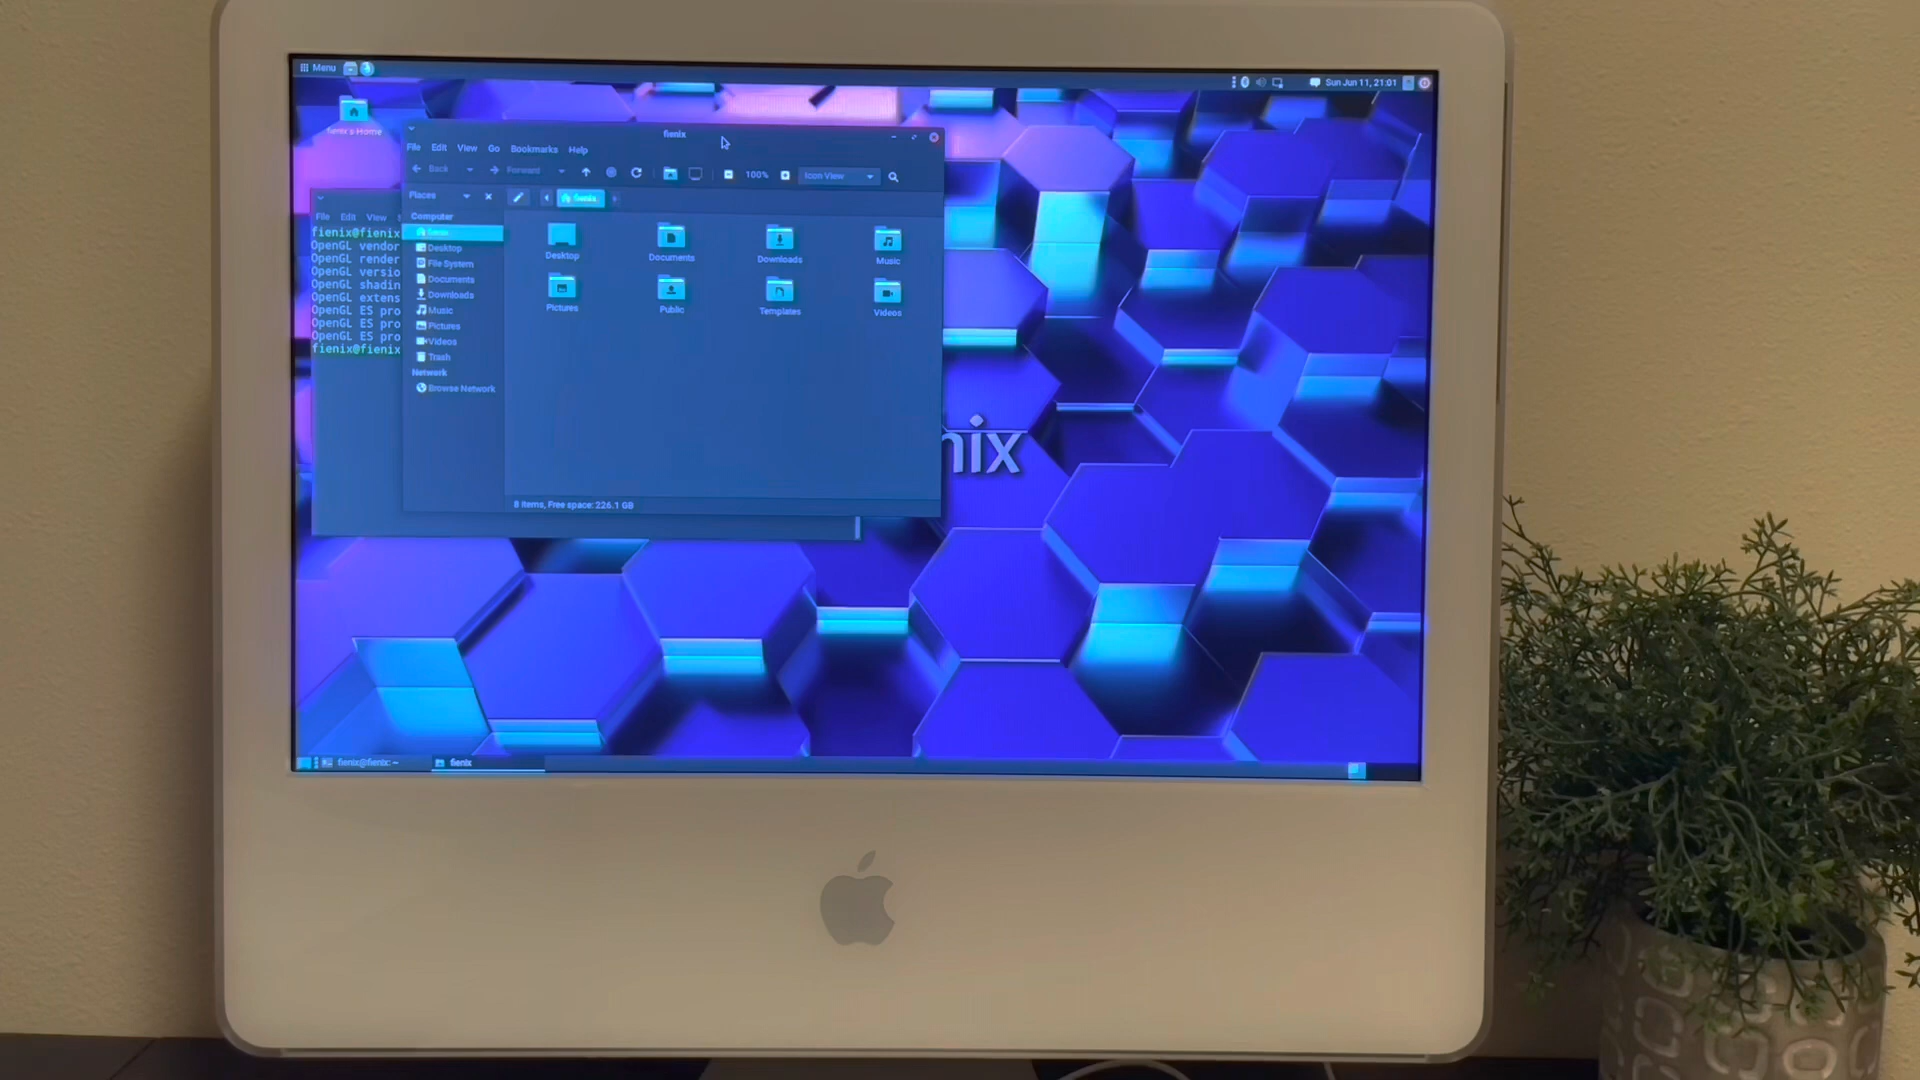 Menu
Sun Jun 11, 21:01
fienix's Home
fienix
File Edit View Go Bookmarks Help
Back Forward 100% Icon View
Places
fienix
Computer
fienix
Desktop
File System
Documents
Downloads
Music
Pictures
Videos
Trash
Network
Browse Network
Desktop Documents Downloads Music
Pictures Public Templates Videos
8 items, Free space: 226.1 GB
File Edit View
fienix@fienix
OpenGL vendor
OpenGL render
OpenGL versio
OpenGL shadin
OpenGL extens
OpenGL ES pro
OpenGL ES pro
OpenGL ES pro
fienix@fienix
nix
fienix@fienix: ~
fienix